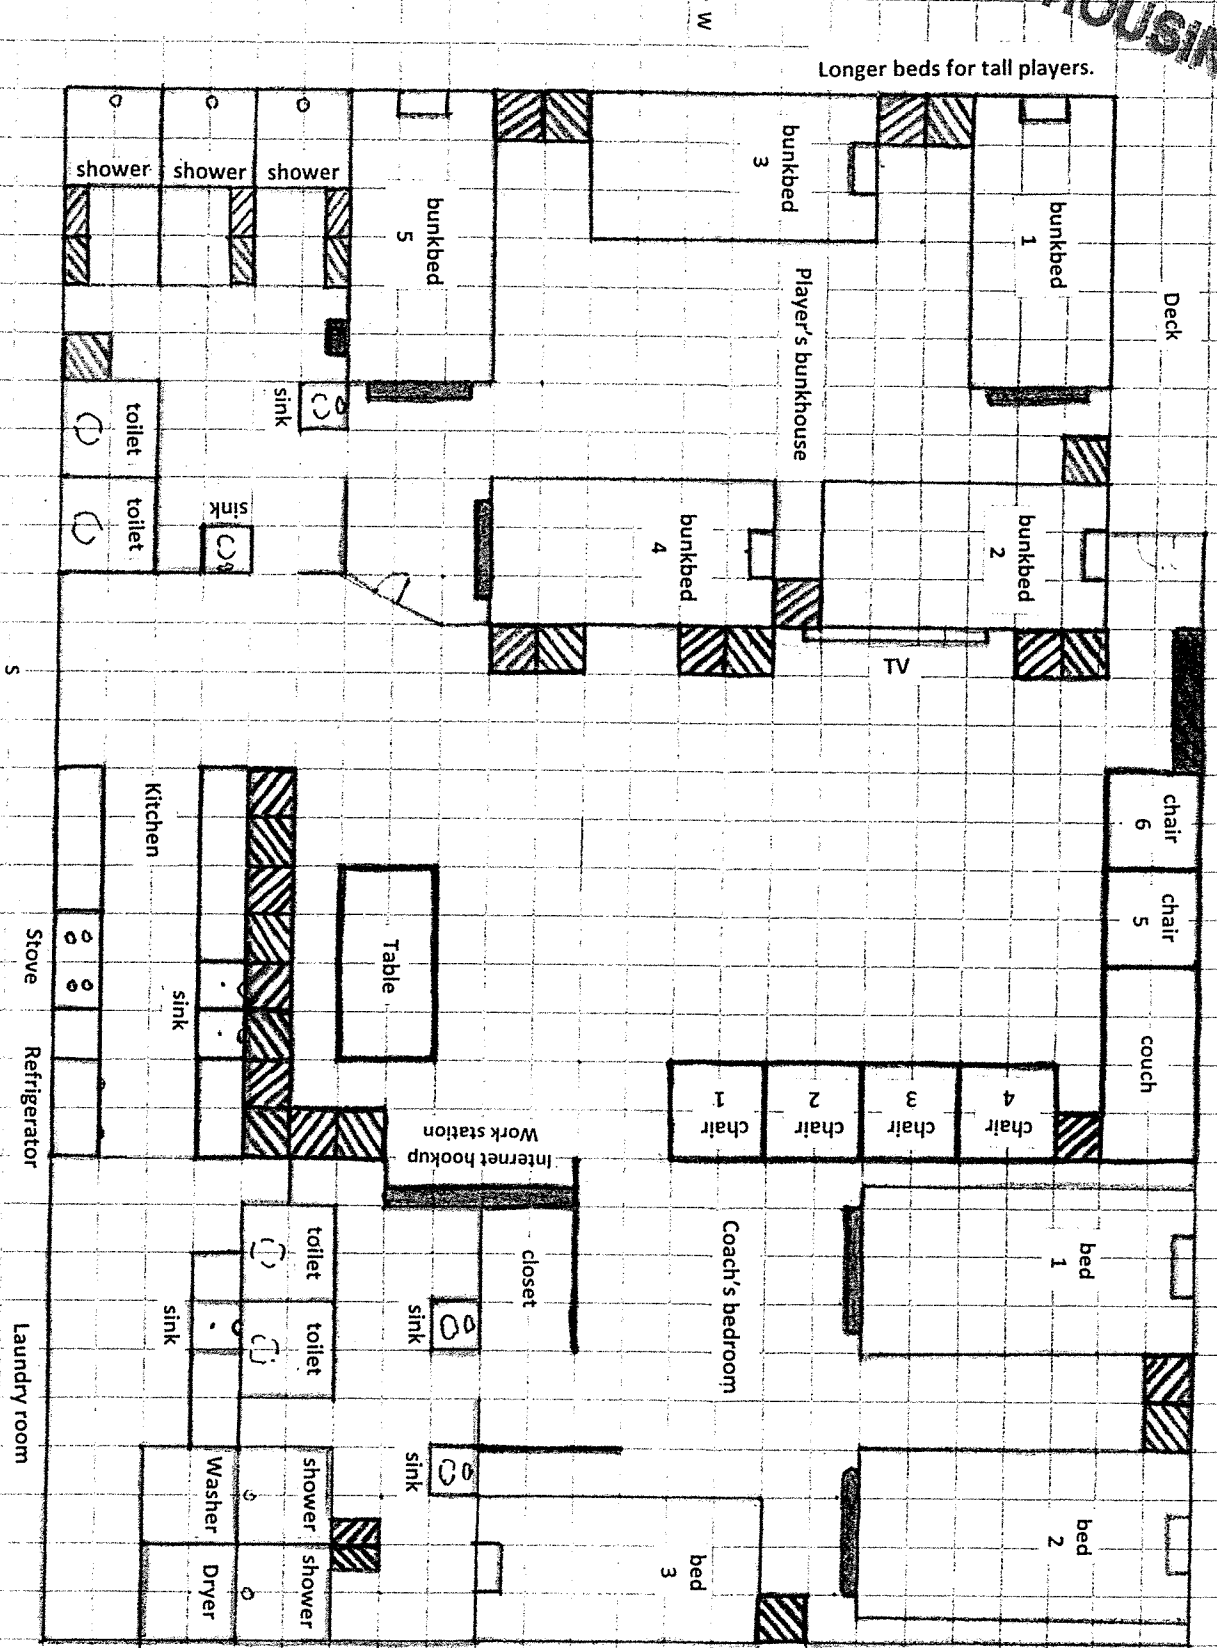 W
HOUSIN
Longer beds for tall players.
shower
shower
shower
bunkbed
5
bunkbed
3
bunkbed
1
Deck
Player's bunkhouse
sink
toilet
toilet
sink
bunkbed
4
bunkbed
2
TV
S
Kitchen
chair
6
chair
5
Table
Stove
sink
couch
Refrigerator
chair
1
chair
2
chair
3
chair
4
Internet hookup
Work station
toilet
toilet
sink
sink
closet
Coach's bedroom
bed
1
Laundry room
Washer
Dryer
shower
shower
sink
bed
3
bed
2